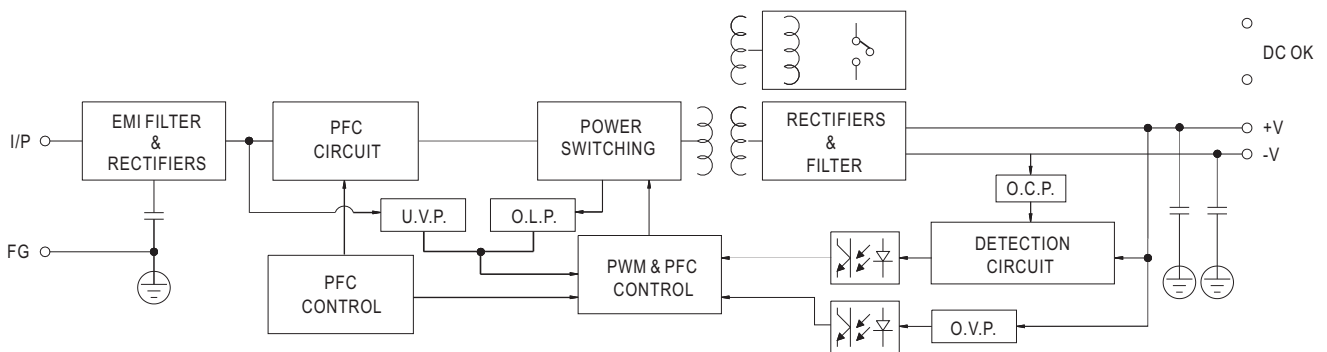 DC OK
I/P
EMI FILTER
&
RECTIFIERS
PFC
CIRCUIT
POWER
SWITCHING
RECTIFIERS
&
FILTER
+V
-V
U.V.P.
O.L.P.
O.C.P.
FG
PFC
CONTROL
PWM & PFC
CONTROL
DETECTION
CIRCUIT
O.V.P.